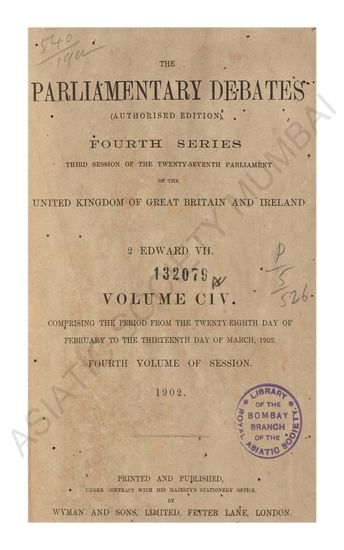 540
1902
THE
PARLIAMENTARY DEBATES
(AUTHORISED EDITION),
FOURTH SERIES
THIRD SESSION OF THE TWENTY-SEVENTH PARLIAMENT
OF THE
UNITED KINGDOM OF GREAT BRITAIN AND IRELAND
2 EDWARD VII.
132079
VOLUME CIV.
P
5
526
COMPRISING THE PERIOD FROM THE TWENTY-EIGHTH DAY OF
FEBRUARY TO THE THIRTEENTH DAY OF MARCH, 1902.
FOURTH VOLUME OF SESSION.
1902.
LIBRARY
OF THE
BOMBAY
BRANCH
OF THE
ROYAL ASIATIC SOCIETY.
PRINTED AND PUBLISHED,
UNDER CONTRACT WITH HIS MAJESTY'S STATIONERY OFFICE.
BY
WYMAN AND SONS, LIMITED, FETTER LANE, LONDON.
ASIATIC SOCIETY MUMBAI